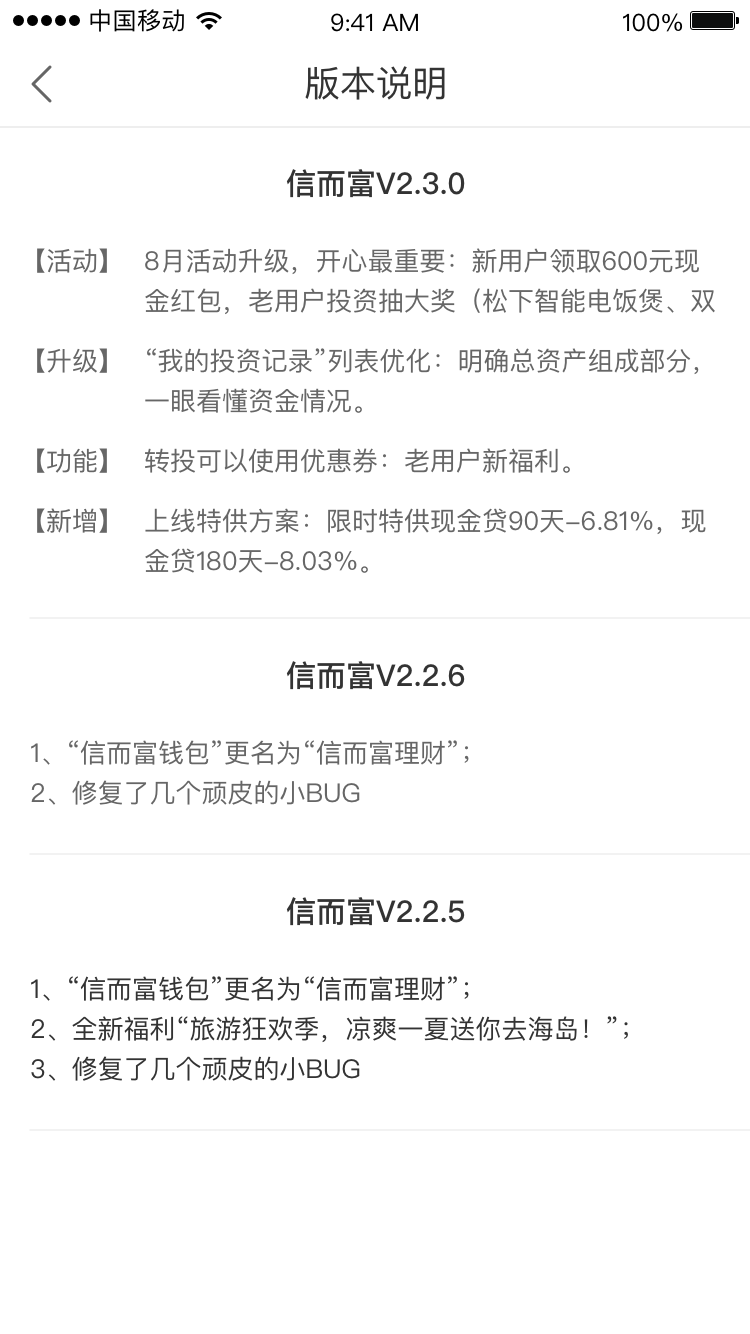 中国移动 9:41 AM 100%
版本说明
信而富V2.3.0
【活动】 8月活动升级，开心最重要：新用户领取600元现
金红包，老用户投资抽大奖（松下智能电饭煲、双
【升级】 “我的投资记录”列表优化：明确总资产组成部分，
一眼看懂资金情况。
【功能】 转投可以使用优惠券：老用户新福利。
【新增】 上线特供方案：限时特供现金贷90天–6.81%，现
金贷180天–8.03%。
信而富V2.2.6
1、“信而富钱包”更名为“信而富理财”；
2、修复了几个顽皮的小BUG
信而富V2.2.5
1、“信而富钱包”更名为“信而富理财”；
2、全新福利“旅游狂欢季，凉爽一夏送你去海岛！”；
3、修复了几个顽皮的小BUG